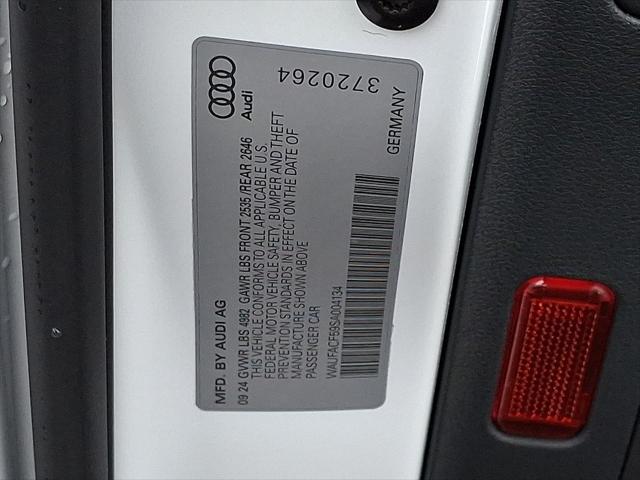 Audi
3720264
MFD. BY AUDI AG
GERMANY
09 24 GVWR LBS 4982 GAWR LBS FRONT 2535 /REAR 2646
THIS VEHICLE CONFORMS TO ALL APPLICABLE U.S.
FEDERAL MOTOR VEHICLE SAFETY, BUMPER AND THEFT
PREVENTION STANDARDS IN EFFECT ON THE DATE OF
MANUFACTURE SHOWN ABOVE
PASSENGER CAR
WAUFACF58SA004134